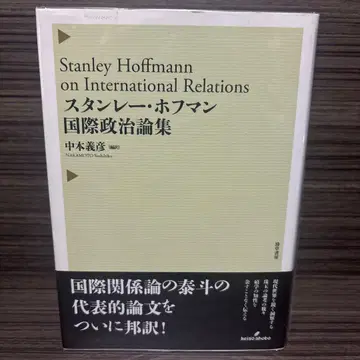 Stanley Hoffmann
on International Relations
スタンレー・ホフマン
国際政治論集
中本義彦[編訳]
NAKAMOTO Yoshihiko
勁草書房
国際関係論の泰斗の
代表的論文を
ついに邦訳!
keiso shobo